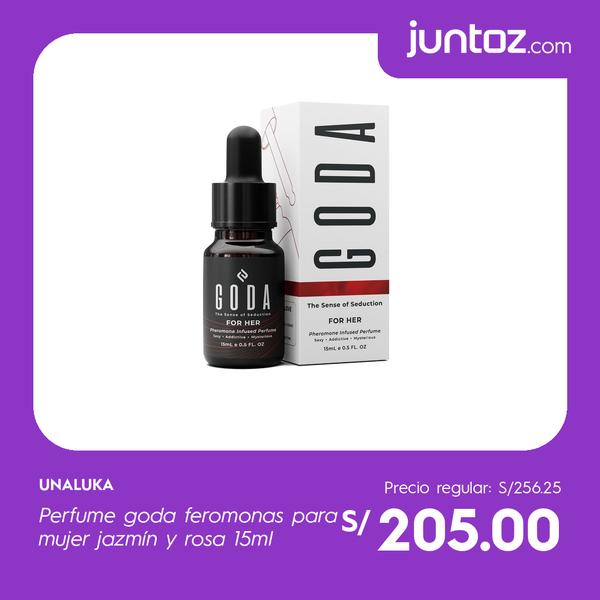 juntoz.com
GODA
The Sense of Seduction
FOR HER
Pheromone Infused Perfume
Sexy • Addictive • Mysterious
15mL e 0.5 FL. OZ
GODA
The Sense of Seduction
FOR HER
Pheromone Infused Perfume
Sexy • Addictive • Mysterious
15mL e 0.5 FL. OZ
UNALUKA
Perfume goda feromonas para
mujer jazmín y rosa 15ml
Precio regular: S/256.25
S/ 205.00